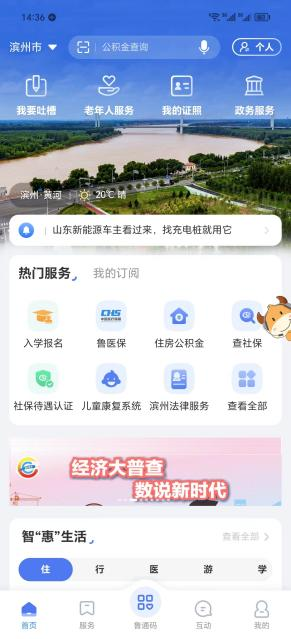 14:36
滨州市
公积金查询
个人
我要吐槽
老年人服务
我的证照
政务服务
滨州·黄河
20℃ 晴
山东新能源车主看过来，找充电桩就用它
热门服务
我的订阅
入学报名
CHS
鲁医保
住房公积金
查社保
社保待遇认证
儿童康复系统
滨州法律服务
查看全部
经济大普查
数说新时代
智“惠”生活
查看全部
住
行
医
游
学
首页
服务
鲁通码
互动
我的